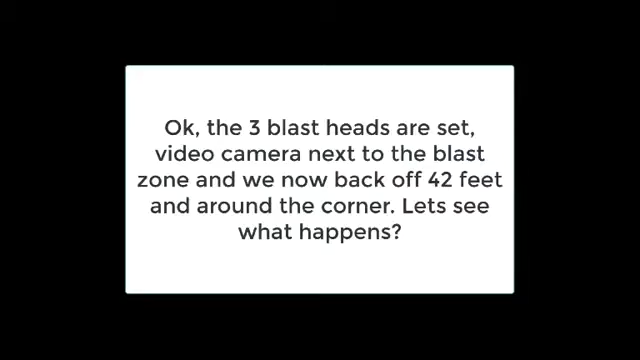 Ok, the 3 blast heads are set,
video camera next to the blast
zone and we now back off 42 feet
and around the corner. Lets see
what happens?